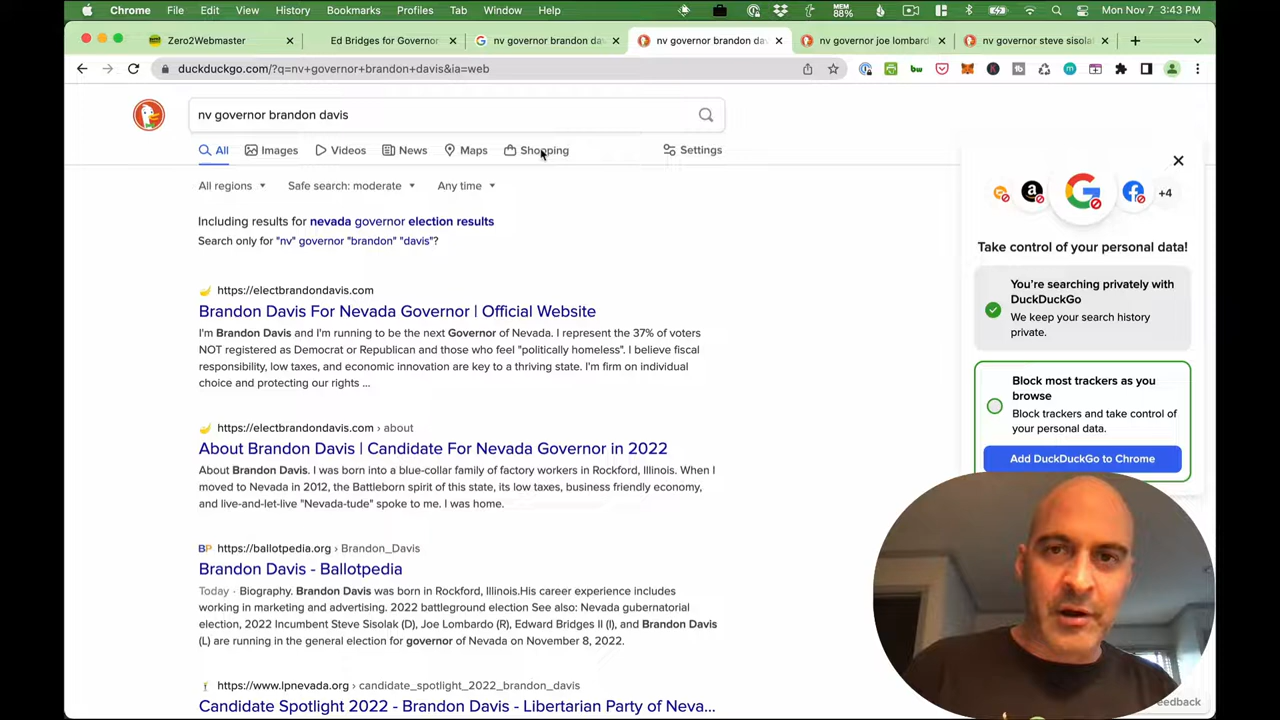 Chrome File Edit View History Bookmarks Profiles Tab Window Help MEM 88% Mon Nov 7 3:43 PM
Zero2Webmaster
Ed Bridges for Governor
nv governor brandon da
nv governor brandon da
nv governor joe lombard
nv governor steve sisola
duckduckgo.com/?q=nv+governor+brandon+davis&ia=web
nv governor brandon davis
All Images Videos News Maps Shopping Settings
All regions Safe search: moderate Any time
Including results for nevada governor election results
Search only for "nv" governor "brandon" "davis"?
https://electbrandondavis.com
Brandon Davis For Nevada Governor | Official Website
I'm Brandon Davis and I'm running to be the next Governor of Nevada. I represent the 37% of voters
NOT registered as Democrat or Republican and those who feel "politically homeless". I believe fiscal
responsibility, low taxes, and economic innovation are key to a thriving state. I'm firm on individual
choice and protecting our rights ...
https://electbrandondavis.com › about
About Brandon Davis | Candidate For Nevada Governor in 2022
About Brandon Davis. I was born into a blue-collar family of factory workers in Rockford, Illinois. When I
moved to Nevada in 2012, the Battleborn spirit of this state, its low taxes, business friendly economy,
and live-and-let-live "Nevada-tude" spoke to me. I was home.
BP https://ballotpedia.org › Brandon_Davis
Brandon Davis - Ballotpedia
Today · Biography. Brandon Davis was born in Rockford, Illinois.His career experience includes
working in marketing and advertising. 2022 battleground election See also: Nevada gubernatorial
election, 2022 Incumbent Steve Sisolak (D), Joe Lombardo (R), Edward Bridges II (I), and Brandon Davis
(L) are running in the general election for governor of Nevada on November 8, 2022.
https://www.lpnevada.org › candidate_spotlight_2022_brandon_davis
Candidate Spotlight 2022 - Brandon Davis - Libertarian Party of Neva...
+4
Take control of your personal data!
You're searching privately with
DuckDuckGo
We keep your search history
private.
Block most trackers as you
browse
Block trackers and take control of
your personal data.
Add DuckDuckGo to Chrome